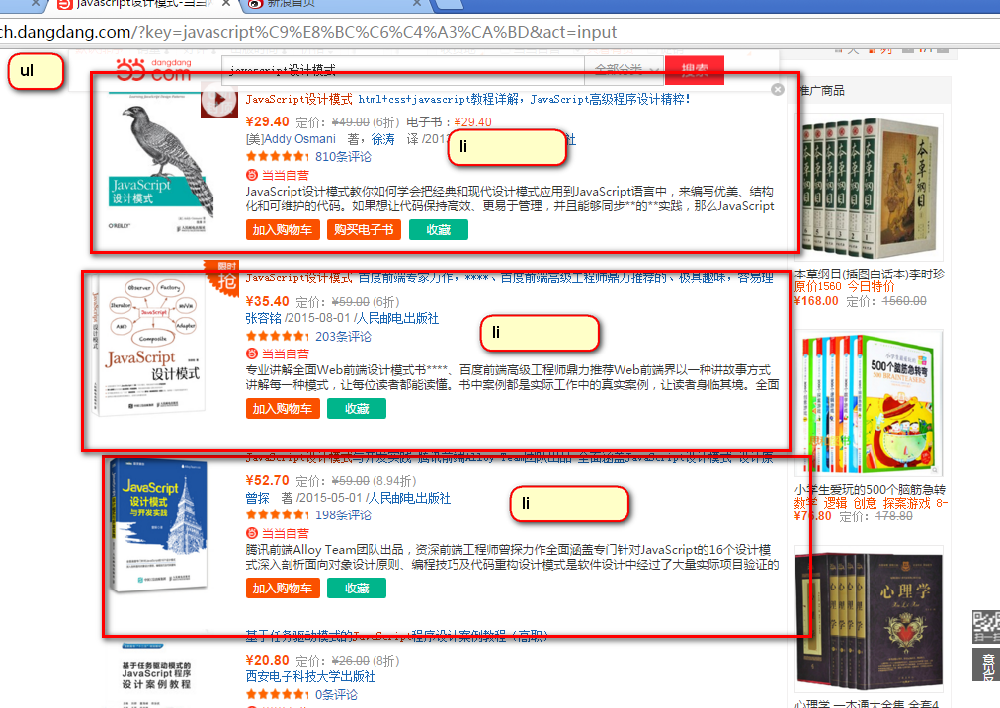 javascript设计模式-当当
新浪首页
ch.dangdang.com/?key=javascript%C9%E8%BC%C6%C4%A3%CA%BD&act=input
ul
dangdang
com
javascript设计模式
全部分类
搜索
推广商品
JavaScript设计模式 html+css+javascript教程详解，JavaScript高级程序设计精粹！
¥29.40 定价：¥49.00 (6折) 电子书：¥29.40
[美]Addy Osmani 著，徐涛 译 /201
社
li
810条评论
当当自营
JavaScript设计模式教你如何学会把经典和现代设计模式应用到JavaScript语言中，来编写优美、结构
化和可维护的代码。如果想让代码保持高效、更易于管理，并且能够同步**的**实践，那么JavaScript
加入购物车 购买电子书 收藏
JavaScript
设计模式
O'REILLY
人民邮电出版社
本草纲目
本草纲目(插图白话本)李时珍
原价1560 今日特价
¥168.00 定价：1560.00
限时
抢
JavaScript设计模式 百度前端专家力作，****、百度前端高级工程师鼎力推荐的、极具趣味，容易理
¥35.40 定价：¥59.00 (6折)
张容铭 /2015-08-01 /人民邮电出版社
li
203条评论
当当自营
专业讲解全面Web前端设计模式书****、百度前端高级工程师鼎力推荐Web前端界以一种讲故事方式
讲解每一种模式，让每位读者都能读懂。书中案例都是实际工作中的真实案例，让读者身临其境。全面
加入购物车 收藏
Observer
Factory
Iterator
JavaScript
MVVM
AMD
Adapter
Composite
JavaScript
设计模式
500个脑筋急转弯
小学生爱玩的500个脑筋急转
数学 逻辑 创意 探案游戏 8-
¥76.80 定价：178.80
JavaScript设计模式与开发实践 腾讯前端Alloy Team团队出品 全面涵盖JavaScript设计模式 设计原
¥52.70 定价：¥59.00 (8.94折)
曾探 著 /2015-05-01 /人民邮电出版社
li
198条评论
当当自营
腾讯前端Alloy Team团队出品，资深前端工程师曾探力作全面涵盖专门针对JavaScript的16个设计模
式深入剖析面向对象设计原则、编程技巧及代码重构设计模式是软件设计中经过了大量实际项目验证的
加入购物车 收藏
JavaScript
设计模式
与开发实践
心理学
心理学 一本通大全集 全套4
基于任务驱动模式的JavaScript程序设计案例教程（高职）
¥20.80 定价：¥26.00 (8折)
西安电子科技大学出版社
0条评论
基于任务驱动模式的
JavaScript程序
设计案例教程
扫一扫
意见反